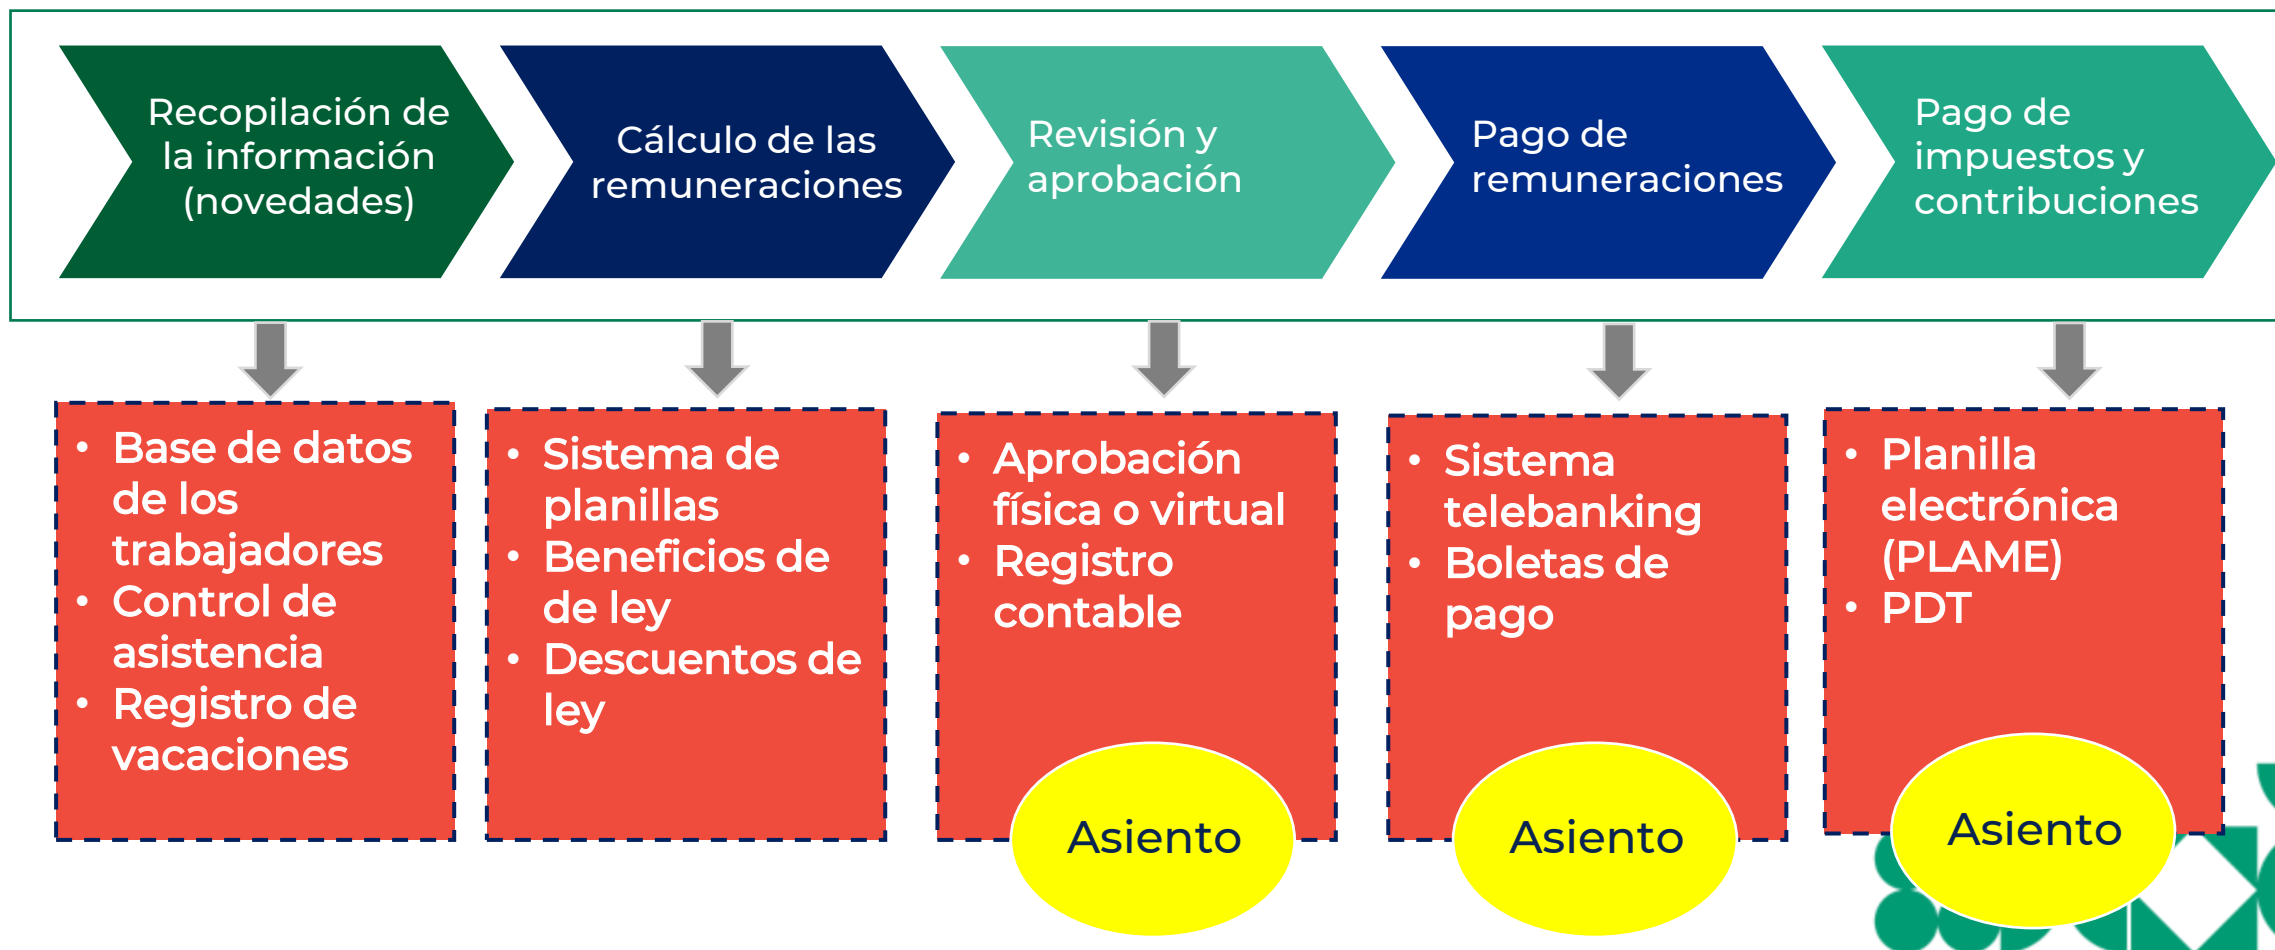 Recopilación de
la información
(novedades)
Cálculo de las
remuneraciones
Revisión y
aprobación
Pago de
remuneraciones
Pago de
impuestos y
contribuciones
• Base de datos
de los
trabajadores
• Control de
asistencia
• Registro de
vacaciones
• Sistema de
planillas
• Beneficios de
de ley
• Descuentos de
ley
• Aprobación
física o virtual
• Registro
contable
Asiento
• Sistema
telebanking
• Boletas de
pago
Asiento
• Planilla
electrónica
(PLAME)
• PDT
Asiento